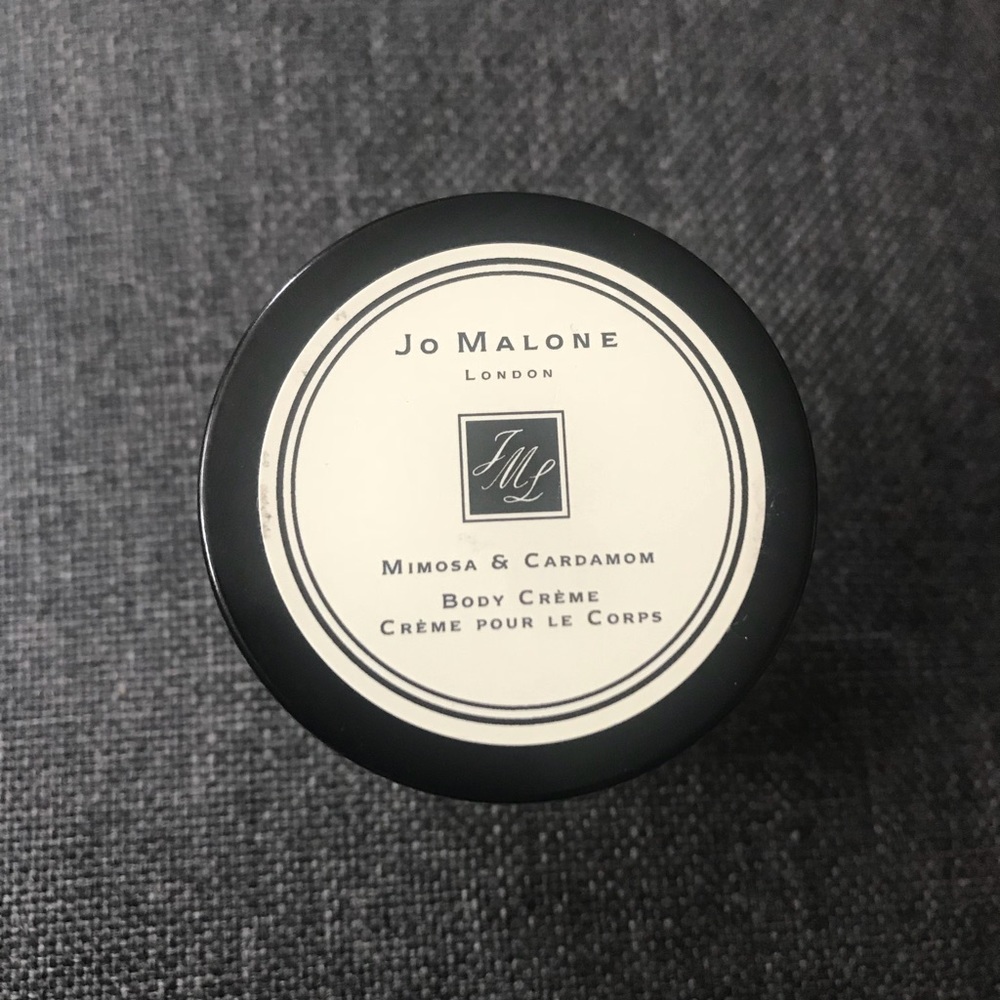 Jo Malone
London
JML
Mimosa & Cardamom
Body Crème
Crème pour le Corps